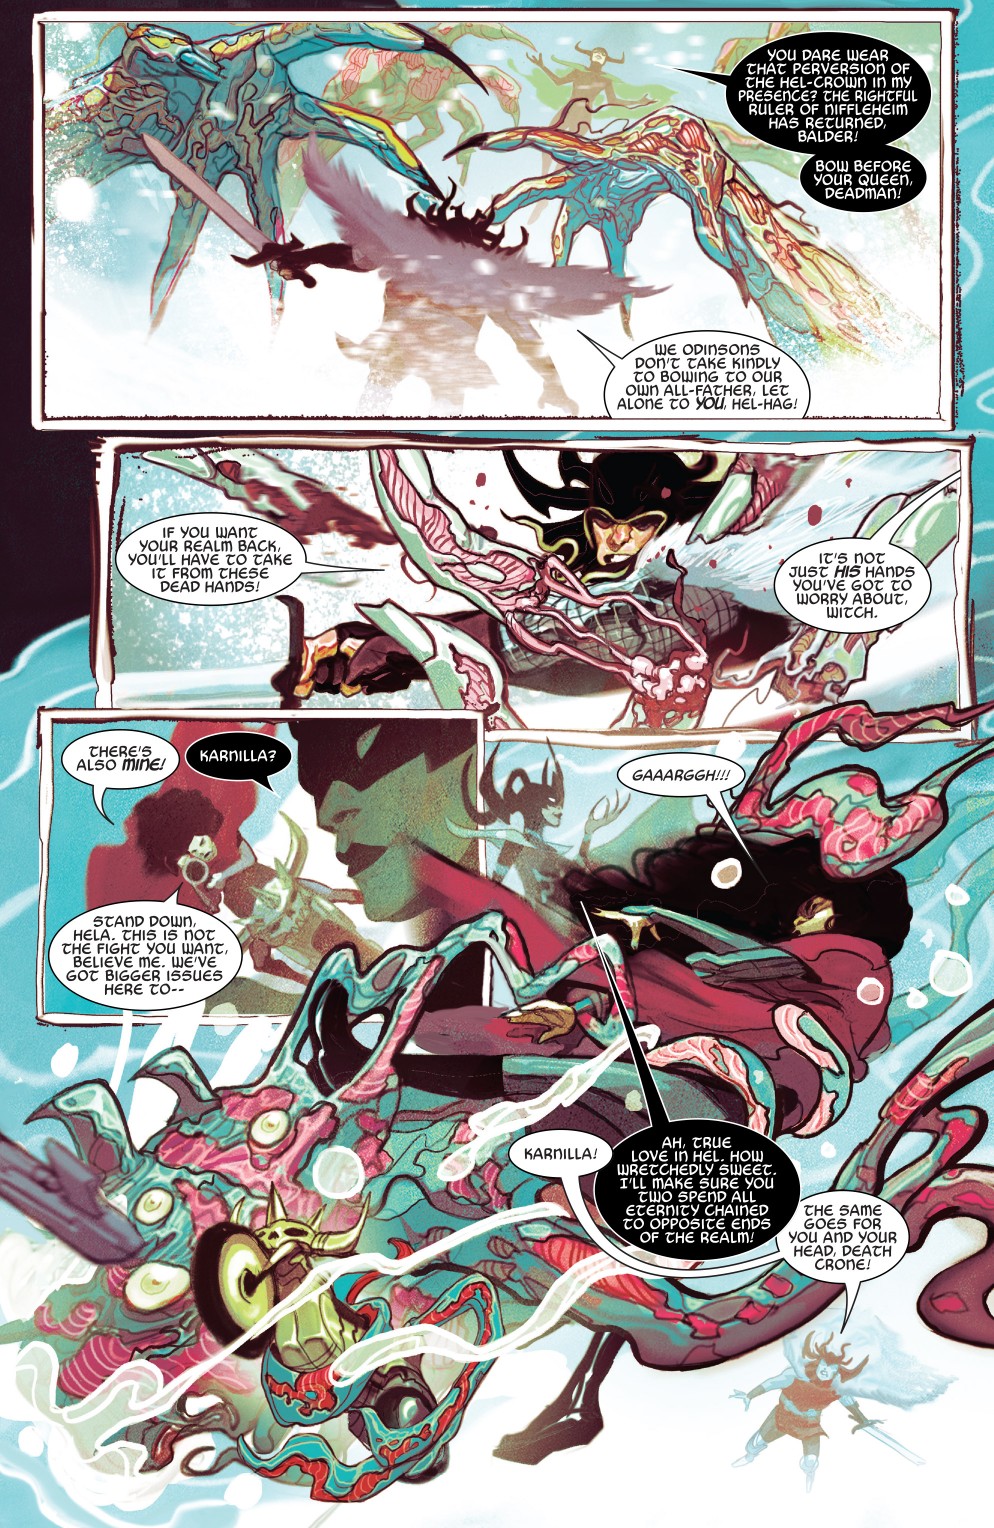 YOU DARE WEAR
THAT PERVERSION OF
THE HEL-CROWN IN MY
PRESENCE? THE RIGHTFUL
RULER OF NIFFLEHEIM
HAS RETURNED,
BALDER!
BOW BEFORE
YOUR QUEEN,
DEADMAN!
WE ODINSONS
DON'T TAKE KINDLY
TO BOWING TO OUR
OWN ALL-FATHER, LET
ALONE TO YOU, HEL-HAG!
IF YOU WANT
YOUR REALM BACK,
YOU'LL HAVE TO TAKE
IT FROM THESE
DEAD HANDS!
IT'S NOT
JUST HIS HANDS
YOU'VE GOT TO
WORRY ABOUT,
WITCH.
THERE'S
ALSO MINE!
KARNILLA?
STAND DOWN,
HELA. THIS IS NOT
THE FIGHT YOU WANT,
BELIEVE ME. WE'VE
GOT BIGGER ISSUES
HERE TO--
GAAARGGH!!!
KARNILLA!
AH, TRUE
LOVE IN HEL. HOW
WRETCHEDLY SWEET.
I'LL MAKE SURE YOU
TWO SPEND ALL
ETERNITY CHAINED
TO OPPOSITE ENDS
OF THE REALM!
THE SAME
GOES FOR
YOU AND YOUR
HEAD, DEATH
CRONE!